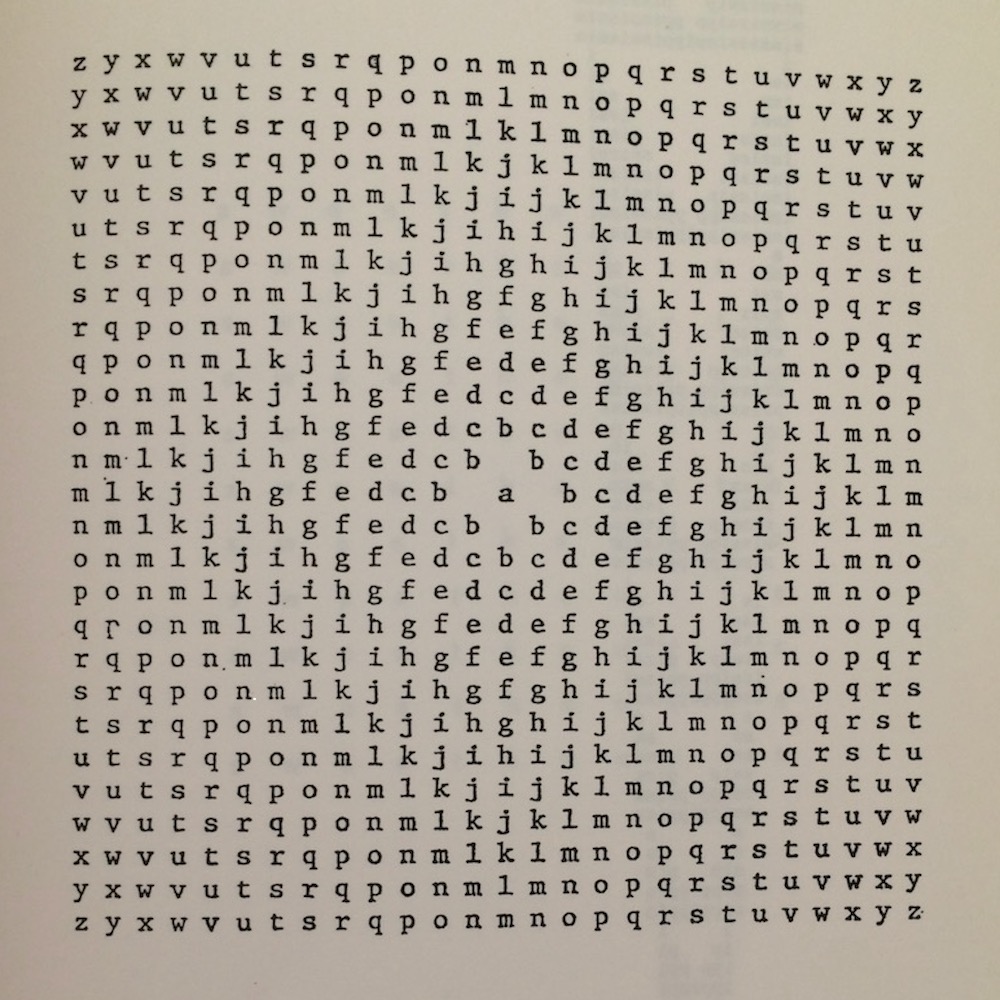 z y x w v u t s r q p o n m n o p q r s t u v w x y z
y x w v u t s r q p o n m l m n o p q r s t u v w x y
x w v u t s r q p o n m l k l m n o p q r s t u v w x
w v u t s r q p o n m l k j k l m n o p q r s t u v w
v u t s r q p o n m l k j i j k l m n o p q r s t u v
u t s r q p o n m l k j i h i j k l m n o p q r s t u
t s r q p o n m l k j i h g h i j k l m n o p q r s t
s r q p o n m l k j i h g f g h i j k l m n o p q r s
r q p o n m l k j i h g f e f g h i j k l m n o p q r
q p o n m l k j i h g f e d e f g h i j k l m n o p q
p o n m l k j i h g f e d c d e f g h i j k l m n o p
o n m l k j i h g f e d c b c d e f g h i j k l m n o
n m l k j i h g f e d c b   b c d e f g h i j k l m n
m l k j i h g f e d c b   a   b c d e f g h i j k l m
n m l k j i h g f e d c b   b c d e f g h i j k l m n
o n m l k j i h g f e d c b c d e f g h i j k l m n o
p o n m l k j i h g f e d c d e f g h i j k l m n o p
q p o n m l k j i h g f e d e f g h i j k l m n o p q
r q p o n m l k j i h g f e f g h i j k l m n o p q r
s r q p o n m l k j i h g f g h i j k l m n o p q r s
t s r q p o n m l k j i h g h i j k l m n o p q r s t
u t s r q p o n m l k j i h i j k l m n o p q r s t u
v u t s r q p o n m l k j i j k l m n o p q r s t u v
w v u t s r q p o n m l k j k l m n o p q r s t u v w
x w v u t s r q p o n m l k l m n o p q r s t u v w x
y x w v u t s r q p o n m l m n o p q r s t u v w x y
z y x w v u t s r q p o n m n o p q r s t u v w x y z